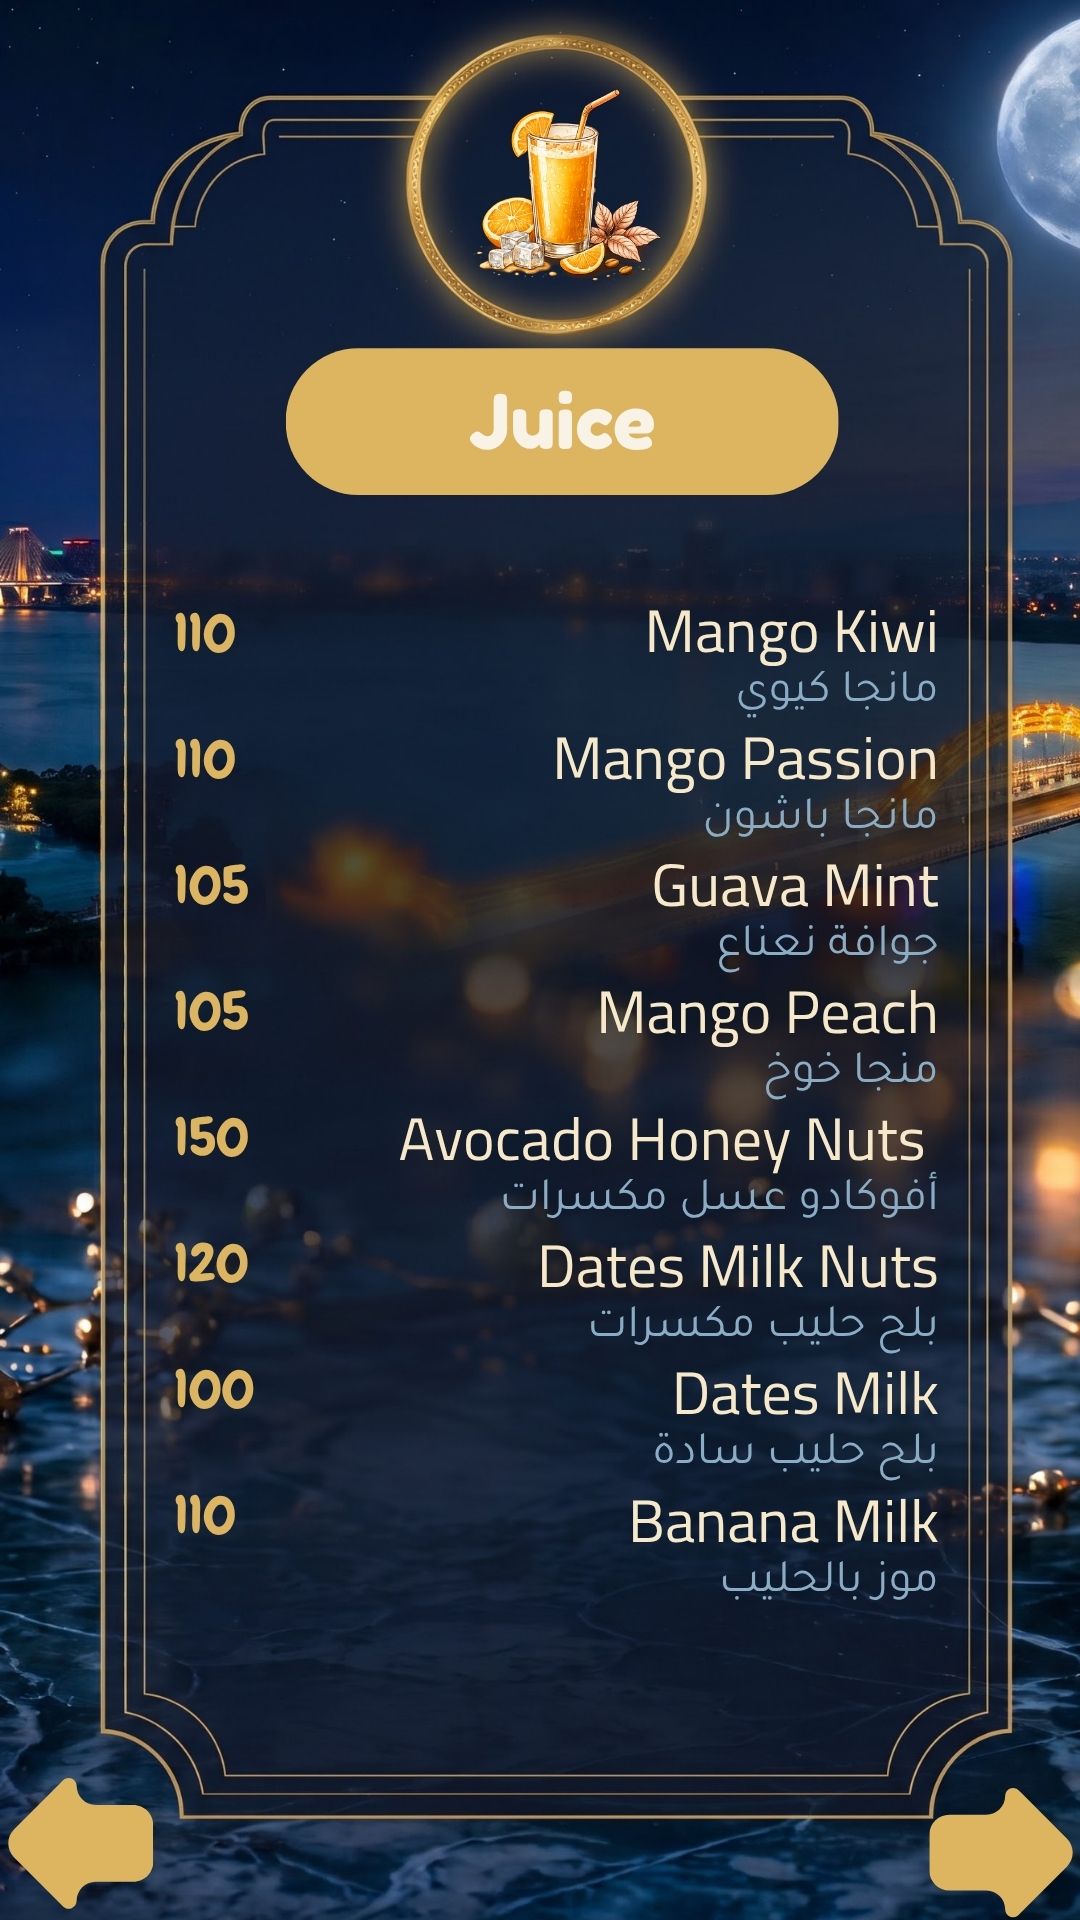 Juice
110 Mango Kiwi
مانجا كيوي
110 Mango Passion
مانجا باشون
105 Guava Mint
جوافة نعناع
105 Mango Peach
منجا خوخ
150 Avocado Honey Nuts
أفوكادو عسل مكسرات
120 Dates Milk Nuts
بلح حليب مكسرات
100 Dates Milk
بلح حليب سادة
110 Banana Milk
موز بالحليب